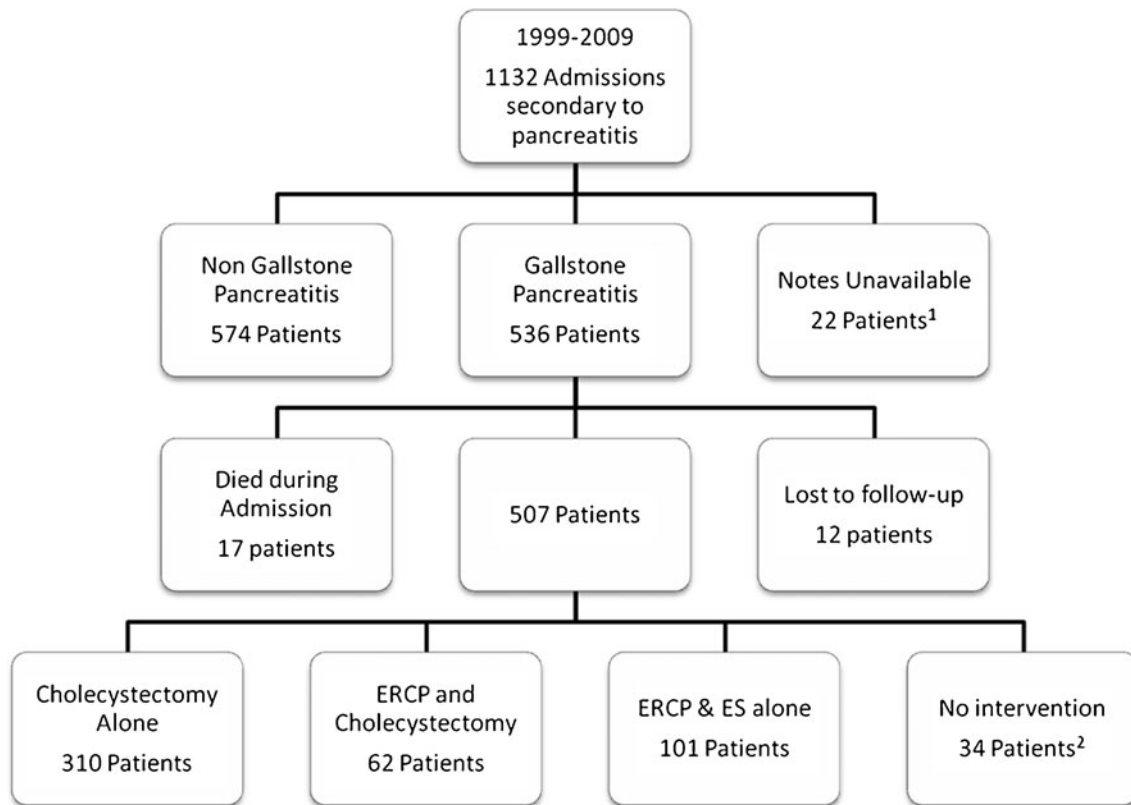 1999-2009
1132 Admissions
secondary to
pancreatitis
Non Gallstone
Pancreatitis
574 Patients
Gallstone
Pancreatitis
536 Patients
Notes Unavailable
22 Patients¹
Died during
Admission
17 patients
507 Patients
Lost to follow-up
12 patients
Cholecystectomy
Alone
310 Patients
ERCP and
Cholecystectomy
62 Patients
ERCP & ES alone
101 Patients
No intervention
34 Patients²